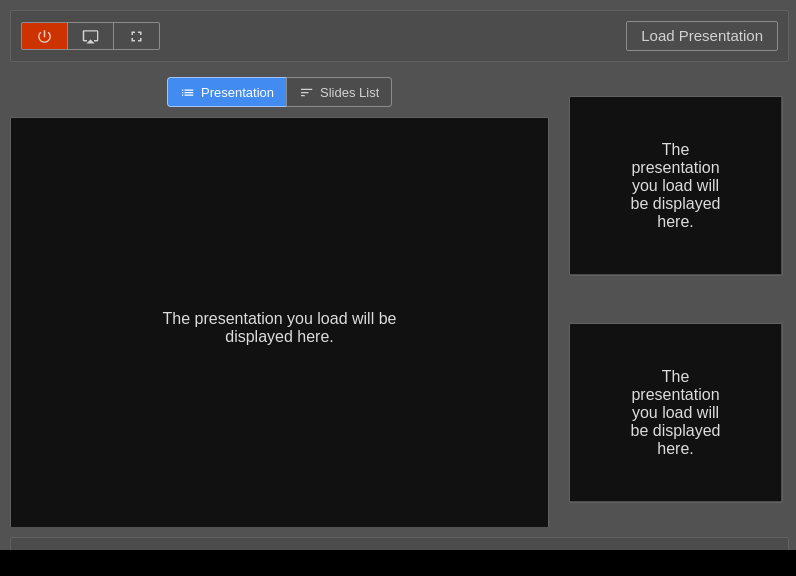 Load Presentation
Presentation
Slides List
The presentation you load will be
displayed here.
The
presentation
you load will
be displayed
here.
The
presentation
you load will
be displayed
here.